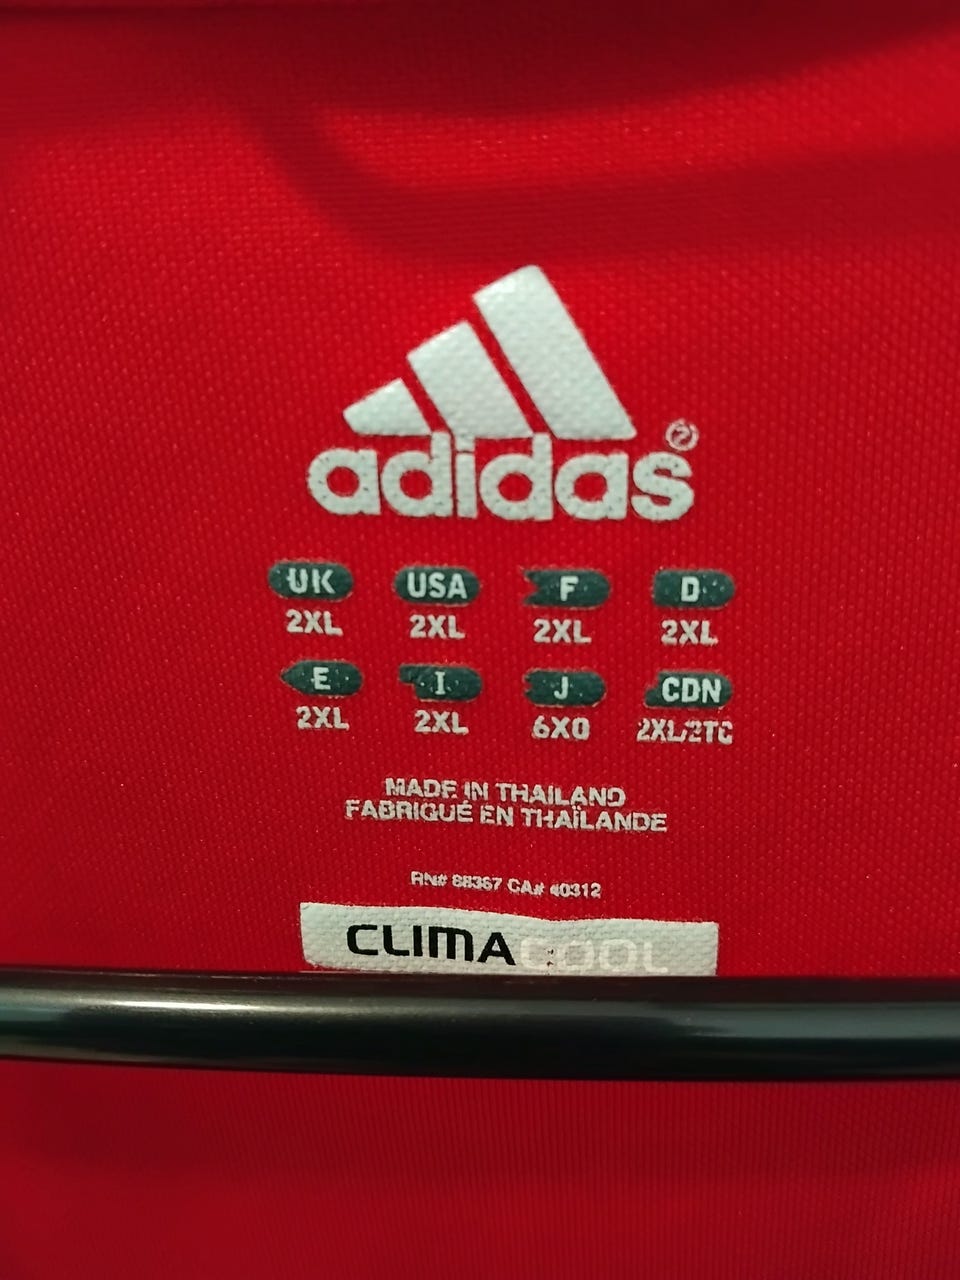 adidas®
UK USA F D
2XL 2XL 2XL 2XL
E I J CDN
2XL 2XL 6XO 2XL/2TG
MADE IN THAILAND
FABRIQUÉ EN THAÏLANDE
RN# 88387 CA# 40312
CLIMACOOL